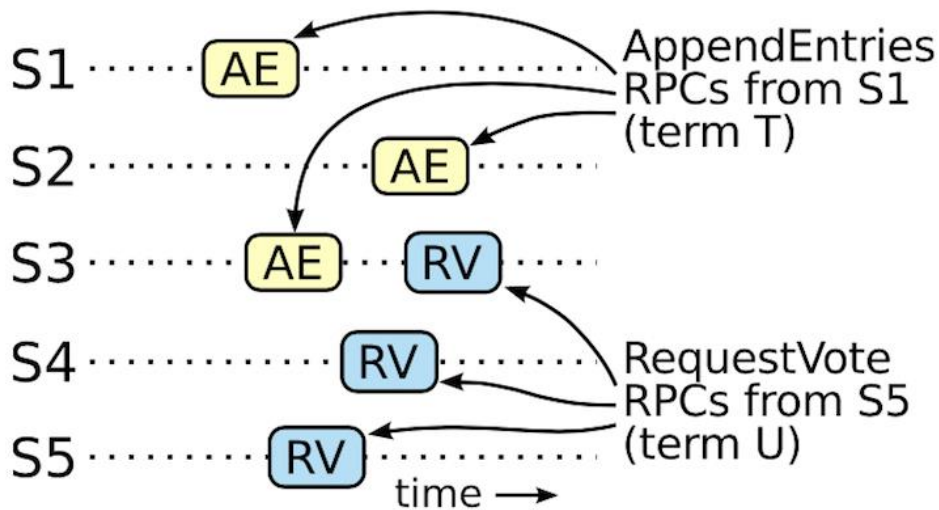 S1
AE
AppendEntries
RPCs from S1
(term T)
S2
AE
S3
AE
RV
S4
RV
RequestVote
RPCs from S5
(term U)
S5
RV
time